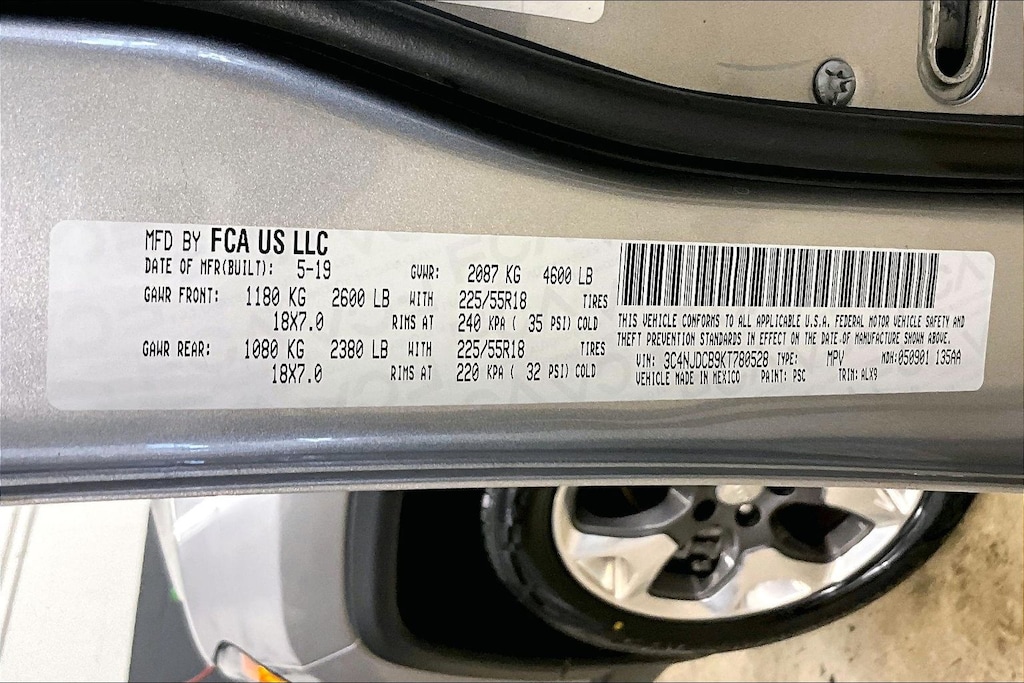 MFD BY FCA US LLC
DATE OF MFR(BUILT): 5-19 GVWR: 2087 KG 4600 LB
GAWR FRONT: 1180 KG 2600 LB WITH 225/55R18 TIRES
18X7.0 RIMS AT 240 KPA ( 35 PSI) COLD
GAWR REAR: 1080 KG 2380 LB WITH 225/55R18 TIRES
18X7.0 RIMS AT 220 KPA ( 32 PSI) COLD
THIS VEHICLE CONFORMS TO ALL APPLICABLE U.S.A. FEDERAL MOTOR VEHICLE SAFETY AND
THEFT PREVENTION STANDARDS IN EFFECT ON THE DATE OF MANUFACTURE SHOWN ABOVE.
VIN: 3C4NJDCB9KT780528 TYPE: MPV MDH:050901 135AA
VEHICLE MADE IN MEXICO PAINT: PSC TRIM: ALX9